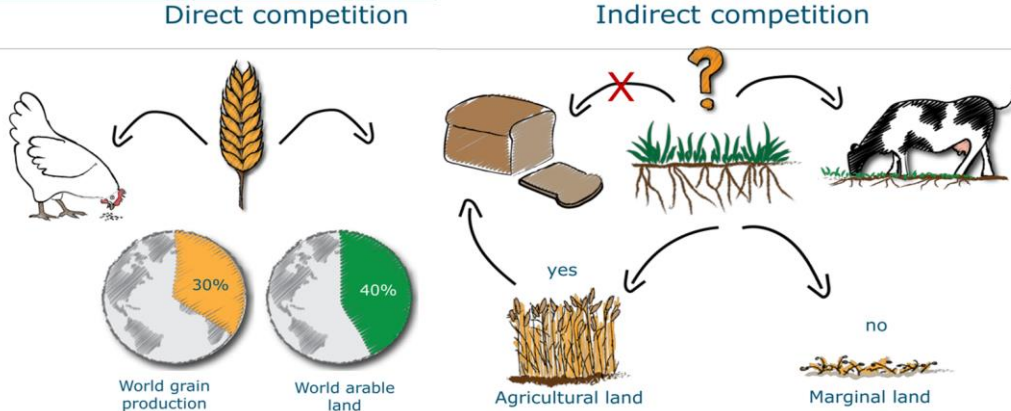 Direct competition
Indirect competition
?
X
30%
40%
World grain
production
World arable
land
yes
Agricultural land
no
Marginal land